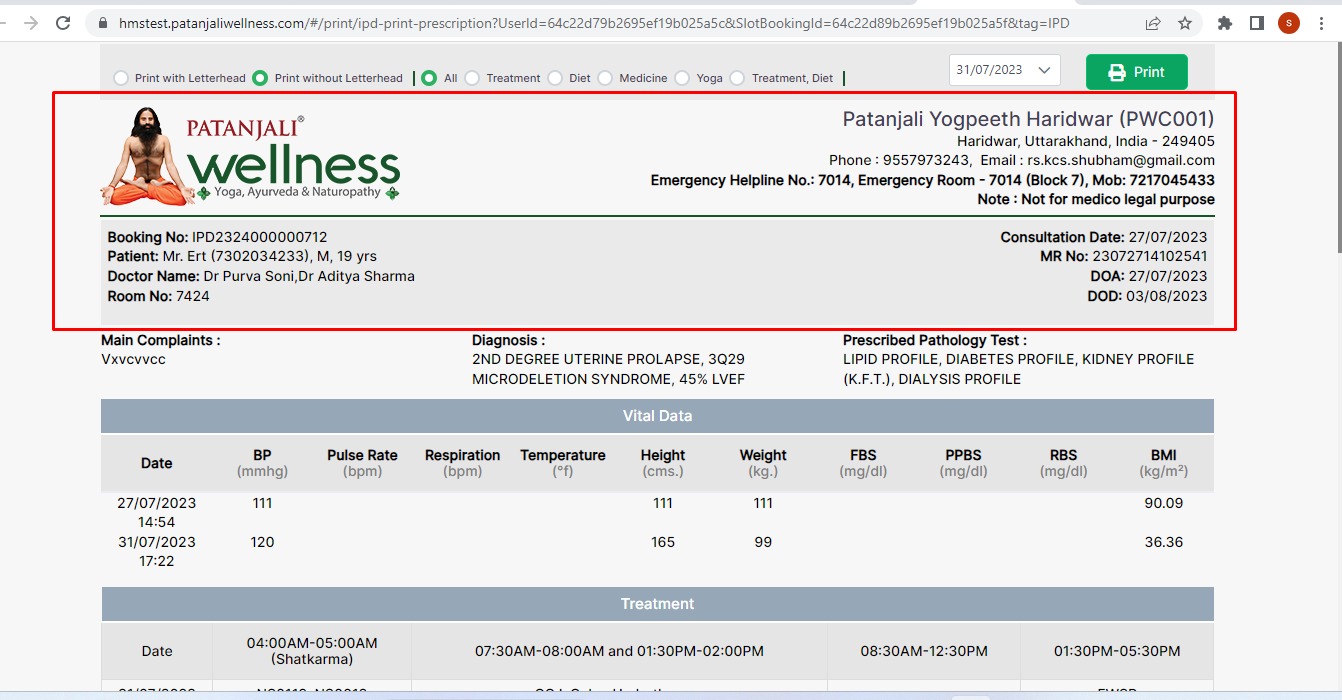 hmstest.patanjaliwellness.com/#/print/ipd-print-prescription?UserId=64c22d79b2695ef19b025a5c&SlotBookingId=64c22d89b2695ef19b025a5f&tag=IPD
S
Print with Letterhead Print without Letterhead | All Treatment Diet Medicine Yoga Treatment, Diet |
31/07/2023
Print
PATANJALI®
wellness
Yoga, Ayurveda & Naturopathy
Patanjali Yogpeeth Haridwar (PWC001)
Haridwar, Uttarakhand, India - 249405
Phone : 9557973243, Email : rs.kcs.shubham@gmail.com
Emergency Helpline No.: 7014, Emergency Room - 7014 (Block 7), Mob: 7217045433
Note : Not for medico legal purpose
Booking No: IPD2324000000712
Patient: Mr. Ert (7302034233), M, 19 yrs
Doctor Name: Dr Purva Soni,Dr Aditya Sharma
Room No: 7424
Consultation Date: 27/07/2023
MR No: 23072714102541
DOA: 27/07/2023
DOD: 03/08/2023
Main Complaints :
Vxvcvvcc
Diagnosis :
2ND DEGREE UTERINE PROLAPSE, 3Q29
MICRODELETION SYNDROME, 45% LVEF
Prescribed Pathology Test :
LIPID PROFILE, DIABETES PROFILE, KIDNEY PROFILE
(K.F.T.), DIALYSIS PROFILE
Vital Data
Date BP (mmhg) Pulse Rate (bpm) Respiration (bpm) Temperature (°f) Height (cms.) Weight (kg.) FBS (mg/dl) PPBS (mg/dl) RBS (mg/dl) BMI (kg/m²)
27/07/2023 111 111 111 90.09
14:54
31/07/2023 120 165 99 36.36
17:22
Treatment
Date 04:00AM-05:00AM (Shatkarma) 07:30AM-08:00AM and 01:30PM-02:00PM 08:30AM-12:30PM 01:30PM-05:30PM